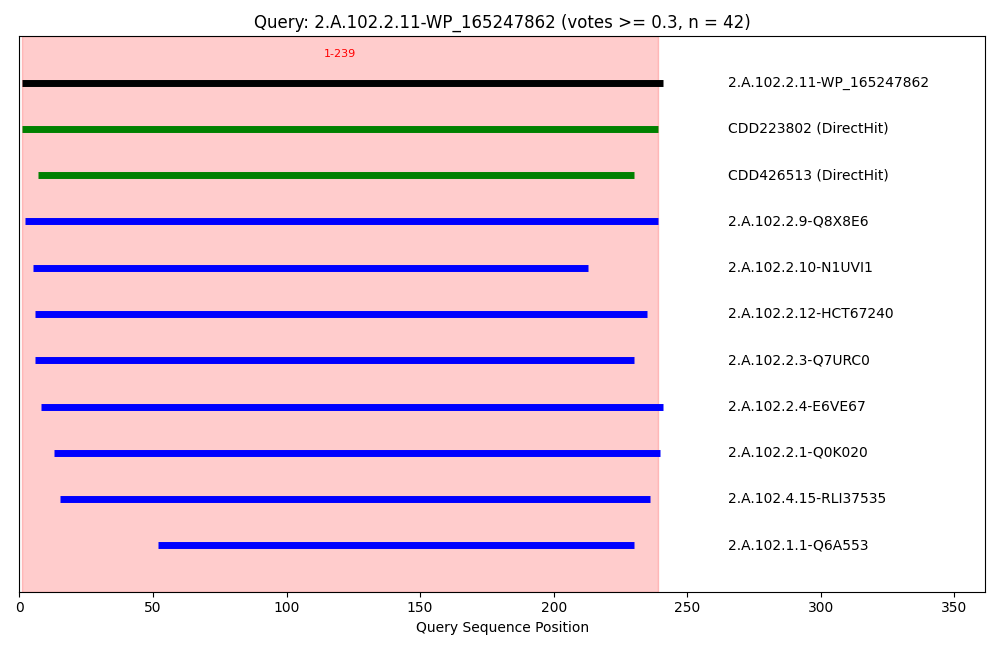 Query: 2.A.102.2.11-WP_165247862 (votes >= 0.3, n = 42)
1-239
2.A.102.2.11-WP_165247862
CDD223802 (DirectHit)
CDD426513 (DirectHit)
2.A.102.2.9-Q8X8E6
2.A.102.2.10-N1UVI1
2.A.102.2.12-HCT67240
2.A.102.2.3-Q7URC0
2.A.102.2.4-E6VE67
2.A.102.2.1-Q0K020
2.A.102.4.15-RLI37535
2.A.102.1.1-Q6A553
0 50 100 150 200 250 300 350
Query Sequence Position